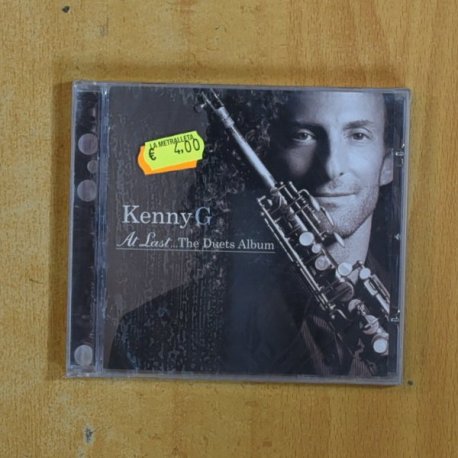 LA METRALLETA
€ 4,00
Kenny G
At Last...The Duets Album